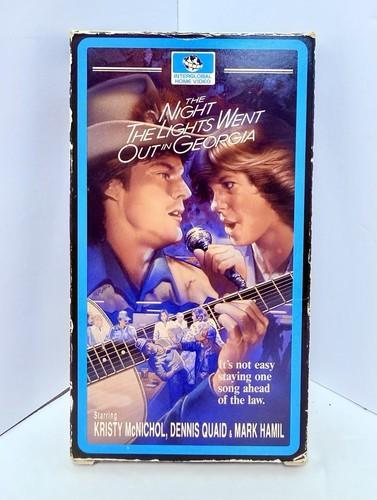 INTERGLOBAL
HOME VIDEO
THE
NIGHT
THE LIGHTS WENT
OUT IN GEORGIA
It's not easy
staying one
song ahead
of the law.
Starring
KRISTY McNICHOL, DENNIS QUAID & MARK HAMIL